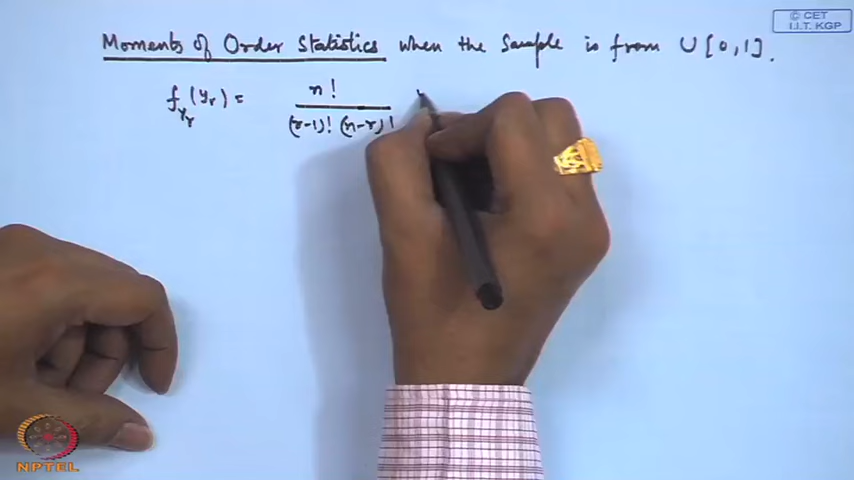 © CET
I.I.T. KGP
Moments of Order Statistics when the Sample is from U[0,1].
f_{Y_r}(y_r) = n! / (r-1)! (n-r)!
NPTEL